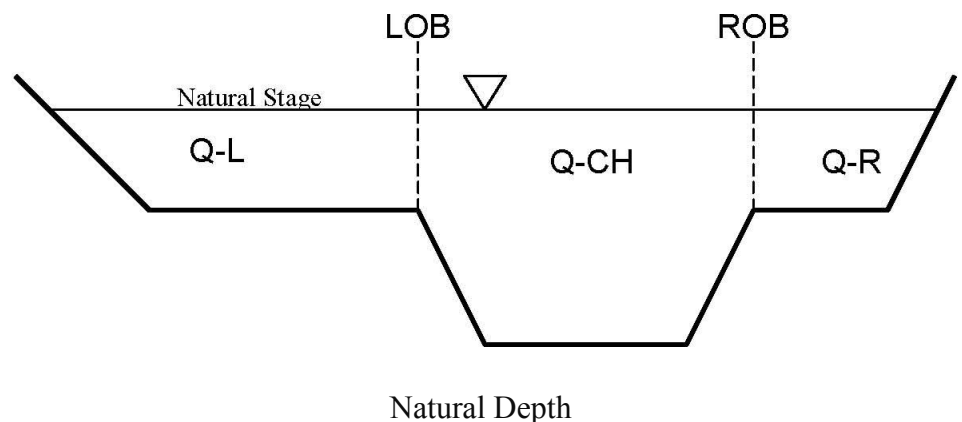 LOB ROB
Natural Stage
Q-L Q-CH Q-R
Natural Depth